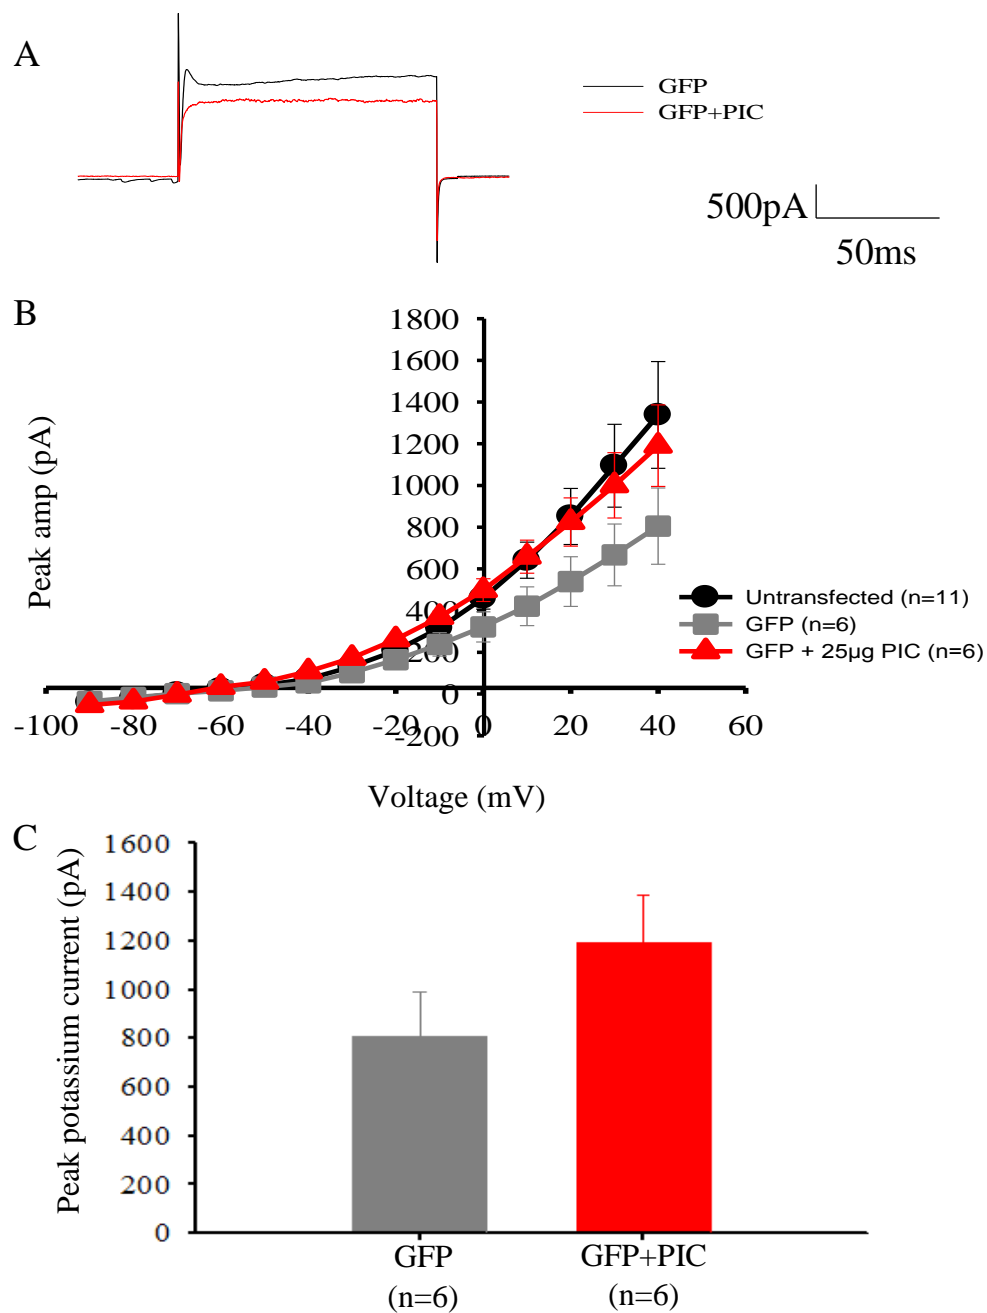 A
GFP
GFP+PIC
500pA
50ms
B
Peak amp (pA)
1800
1600
1400
1200
1000
800
600
400
200
0
-200
-100
-80
-60
-40
-20
0
20
40
60
Voltage (mV)
Untransfected (n=11)
GFP (n=6)
GFP + 25µg PIC (n=6)
C
Peak potassium current (pA)
1600
1400
1200
1000
800
600
400
200
0
GFP
(n=6)
GFP+PIC
(n=6)